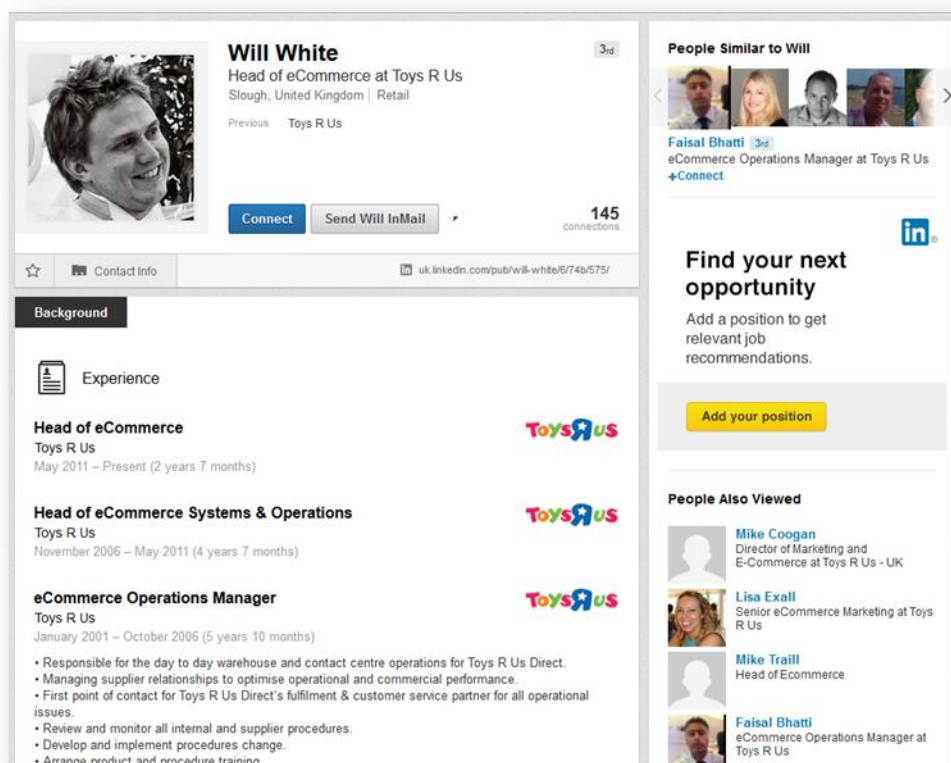 Will White
3rd
Head of eCommerce at Toys R Us
Slough, United Kingdom | Retail
Previous Toys R Us
Connect
Send Will InMail
145
connections
Contact Info
uk.linkedin.com/pub/will-white/6/74b/575/
Background
Experience
Head of eCommerce
Toys R Us
May 2011 – Present (2 years 7 months)
ToysRus
Head of eCommerce Systems & Operations
Toys R Us
November 2006 – May 2011 (4 years 7 months)
ToysRus
eCommerce Operations Manager
Toys R Us
January 2001 – October 2006 (5 years 10 months)
ToysRus
• Responsible for the day to day warehouse and contact centre operations for Toys R Us Direct.
• Managing supplier relationships to optimise operational and commercial performance.
• First point of contact for Toys R Us Direct's fulfilment & customer service partner for all operational
issues.
• Review and monitor all internal and supplier procedures.
• Develop and implement procedures change.
• Arrange product and procedure training.
People Similar to Will
Faisal Bhatti 3rd
eCommerce Operations Manager at Toys R Us
+Connect
in®
Find your next
opportunity
Add a position to get
relevant job
recommendations.
Add your position
People Also Viewed
Mike Coogan
Director of Marketing and
E-Commerce at Toys R Us - UK
Lisa Exall
Senior eCommerce Marketing at Toys
R Us
Mike Traill
Head of Ecommerce
Faisal Bhatti
eCommerce Operations Manager at
Toys R Us